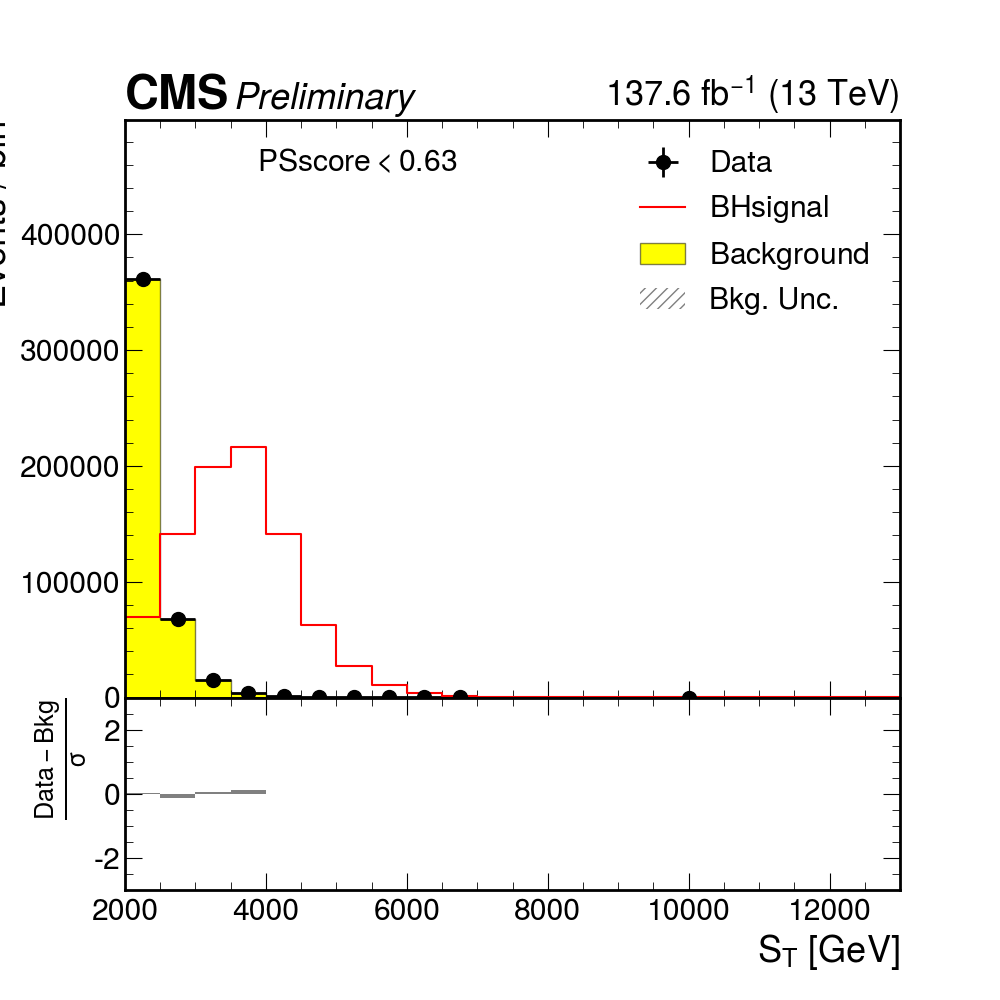 CMS Preliminary 137.6 fb⁻¹ (13 TeV)
PSscore < 0.63
Data
BHsignal
Background
Bkg. Unc.
400000
300000
200000
100000
0
Data – Bkg
σ
2
0
-2
2000 4000 6000 8000 10000 12000
S_T [GeV]